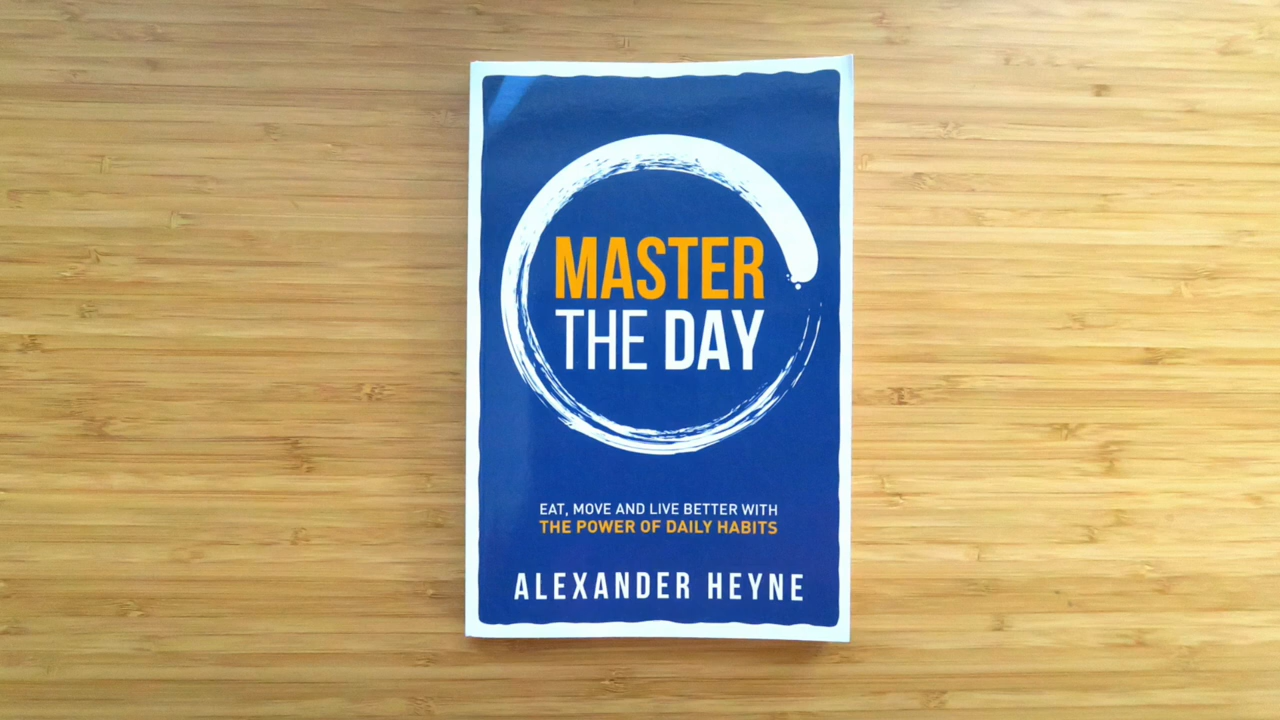 MASTER
THE DAY
EAT, MOVE AND LIVE BETTER WITH
THE POWER OF DAILY HABITS
ALEXANDER HEYNE